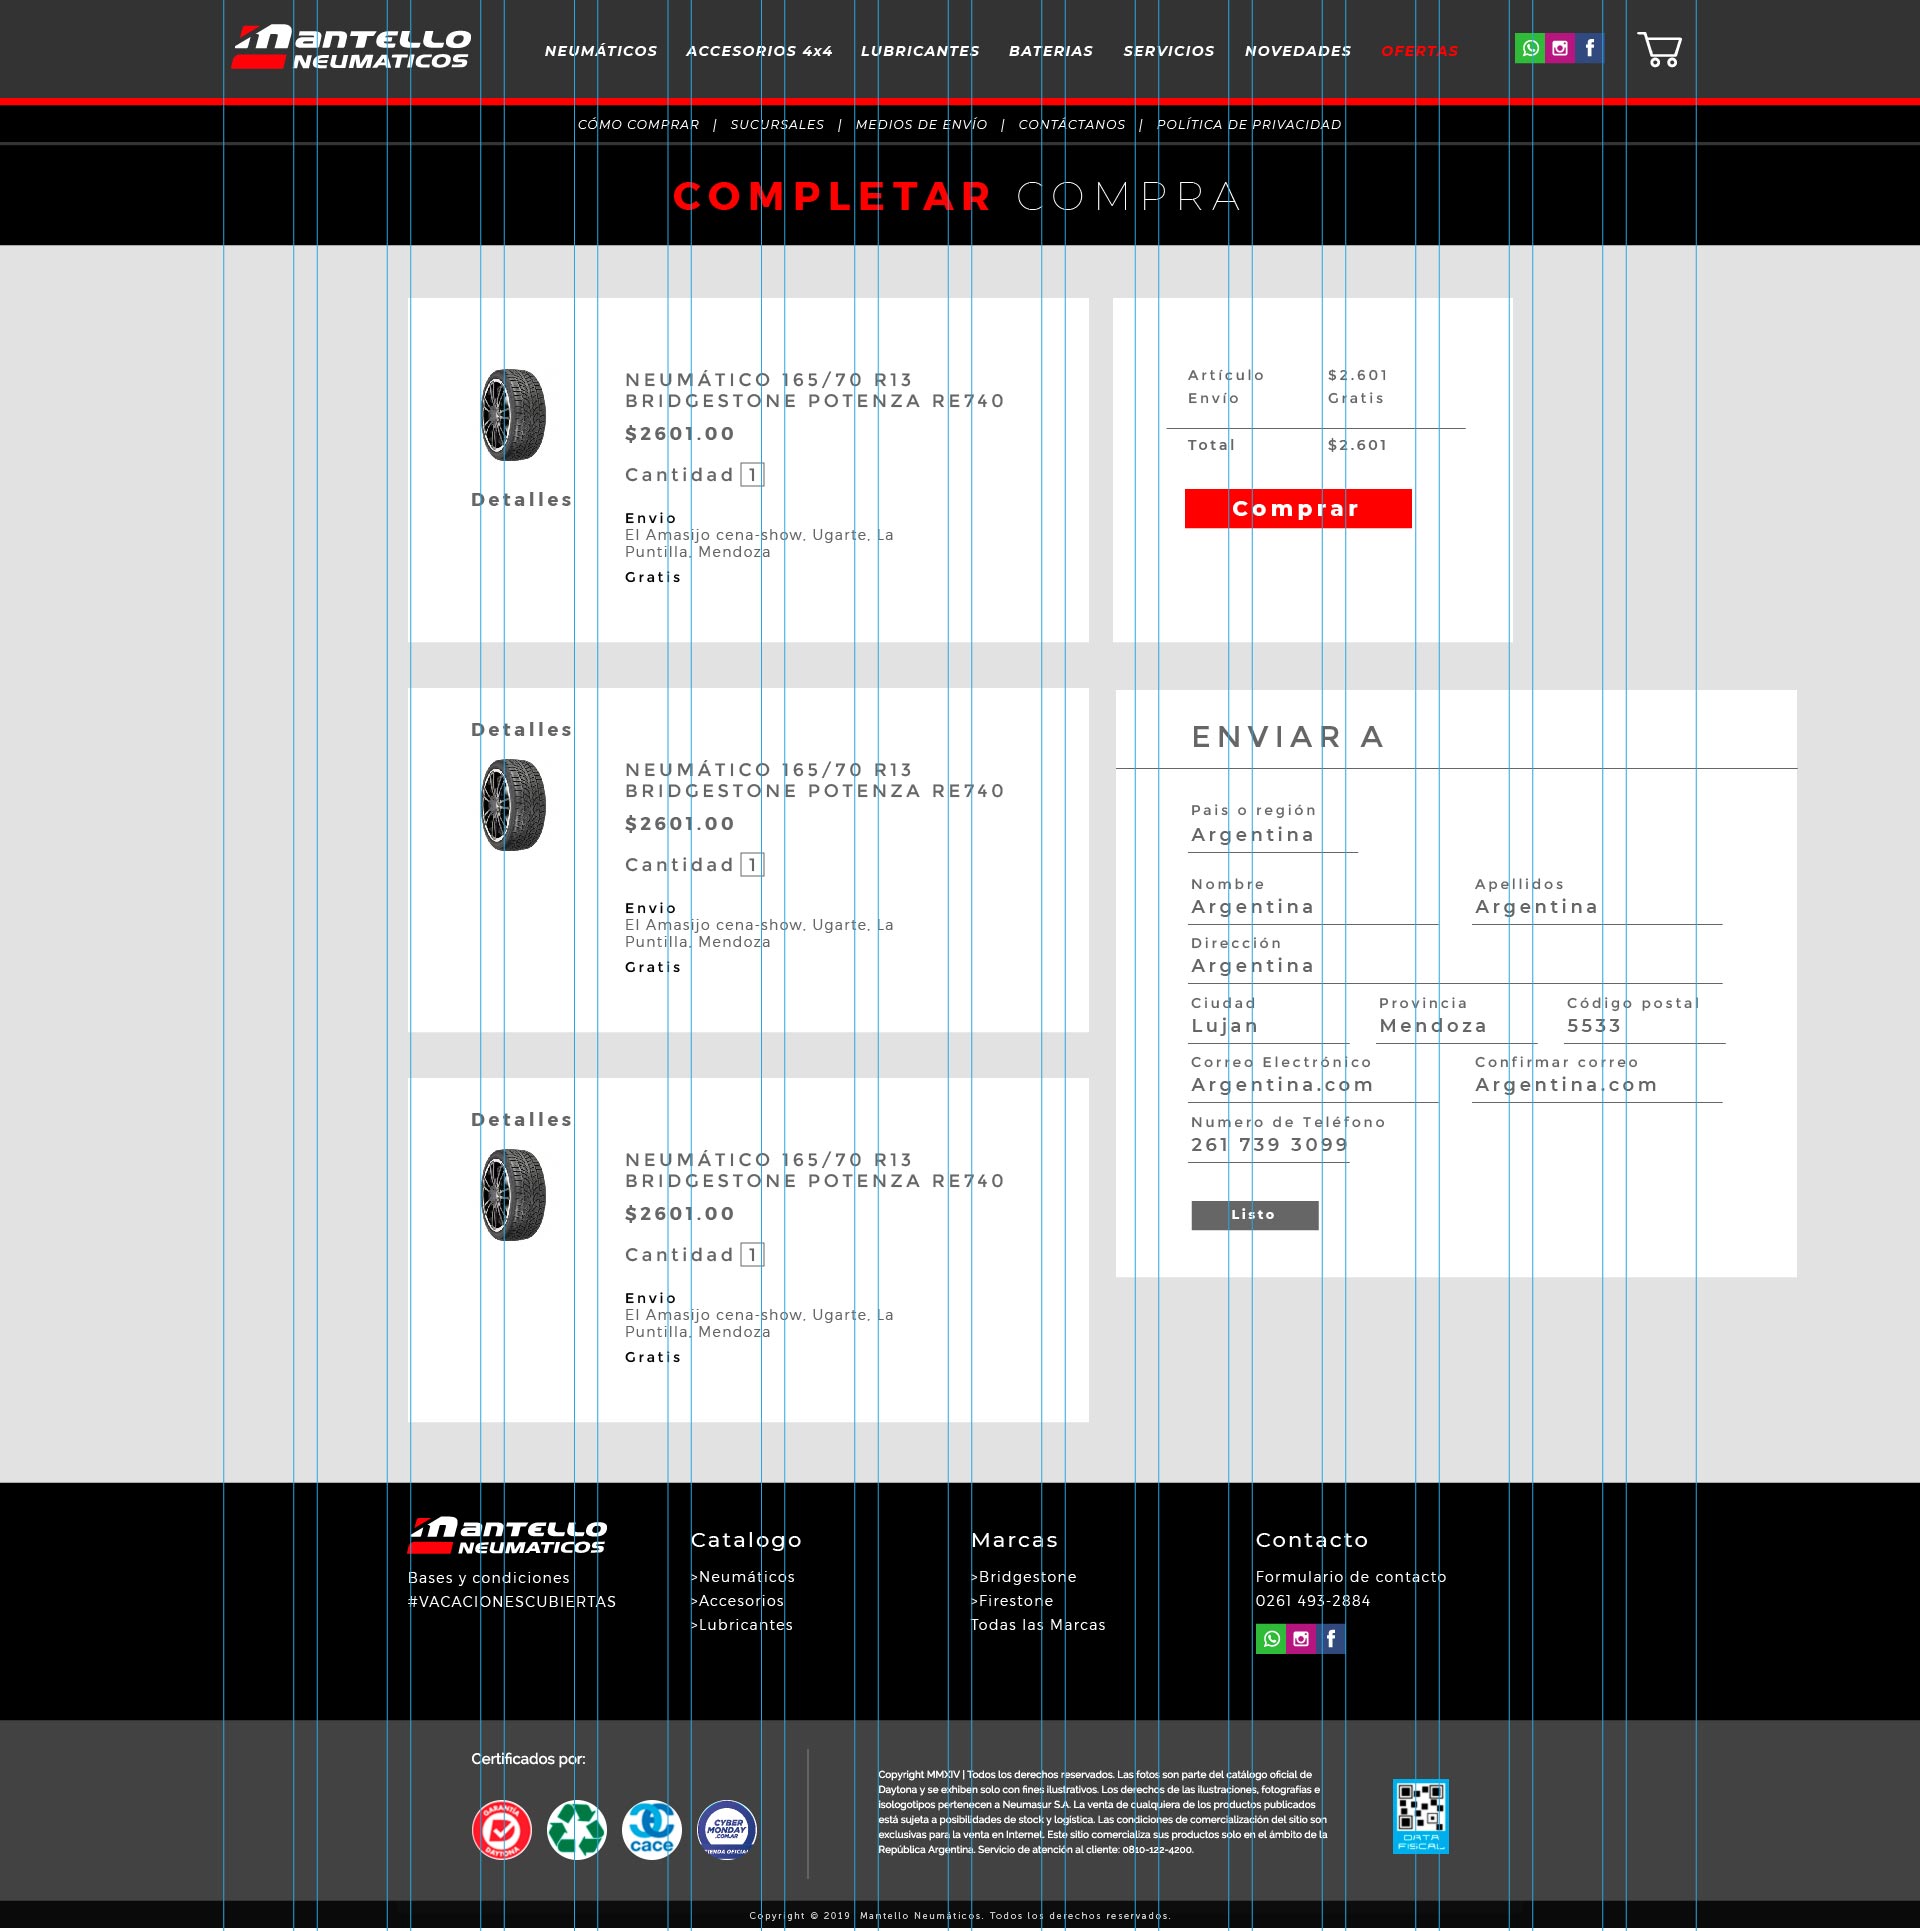 Mantello
NEUMATICOS
NEUMÁTICOS ACCESORIOS 4x4 LUBRICANTES BATERIAS SERVICIOS NOVEDADES OFERTAS
CÓMO COMPRAR | SUCURSALES | MEDIOS DE ENVÍO | CONTÁCTANOS | POLÍTICA DE PRIVACIDAD
COMPLETAR COMPRA
NEUMÁTICO 165/70 R13
BRIDGESTONE POTENZA RE740
$2601.00
Cantidad 1
Detalles
Envio
El Amasijo cena-show, Ugarte, La
Puntilla, Mendoza
Gratis
Artículo $2.601
Envío Gratis
Total $2.601
Comprar
Detalles
NEUMÁTICO 165/70 R13
BRIDGESTONE POTENZA RE740
$2601.00
Cantidad 1
Envio
El Amasijo cena-show, Ugarte, La
Puntilla, Mendoza
Gratis
Detalles
NEUMÁTICO 165/70 R13
BRIDGESTONE POTENZA RE740
$2601.00
Cantidad 1
Envio
El Amasijo cena-show, Ugarte, La
Puntilla, Mendoza
Gratis
ENVIAR A
Pais o región
Argentina
Nombre Apellidos
Argentina Argentina
Dirección
Argentina
Ciudad Provincia Código postal
Lujan Mendoza 5533
Correo Electrónico Confirmar correo
Argentina.com Argentina.com
Numero de Teléfono
261 739 3099
Listo
Mantello
NEUMATICOS
Bases y condiciones
#VACACIONESCUBIERTAS
Catalogo
>Neumáticos
>Accesorios
>Lubricantes
Marcas
>Bridgestone
>Firestone
Todas las Marcas
Contacto
Formulario de contacto
0261 493-2884
Certificados por:
GARANTIA
DAYTONA
cace
CYBER
MONDAY
.COM.AR
TIENDA OFICIAL
Copyright MMXIV | Todos los derechos reservados. Las fotos son parte del catálogo oficial de
Daytona y se exhiben solo con fines ilustrativos. Los derechos de las ilustraciones, fotografías e
isologotipos pertenecen a Neumasur S.A. La venta de cualquiera de los productos publicados
está sujeta a posibilidades de stock y logística. Las condiciones de comercialización del sitio son
exclusivas para la venta en Internet. Este sitio comercializa sus productos solo en el ámbito de la
República Argentina. Servicio de atención al cliente: 0810-122-4200.
DATA
FISCAL
Copyright © 2019 Mantello Neumáticos. Todos los derechos reservados.